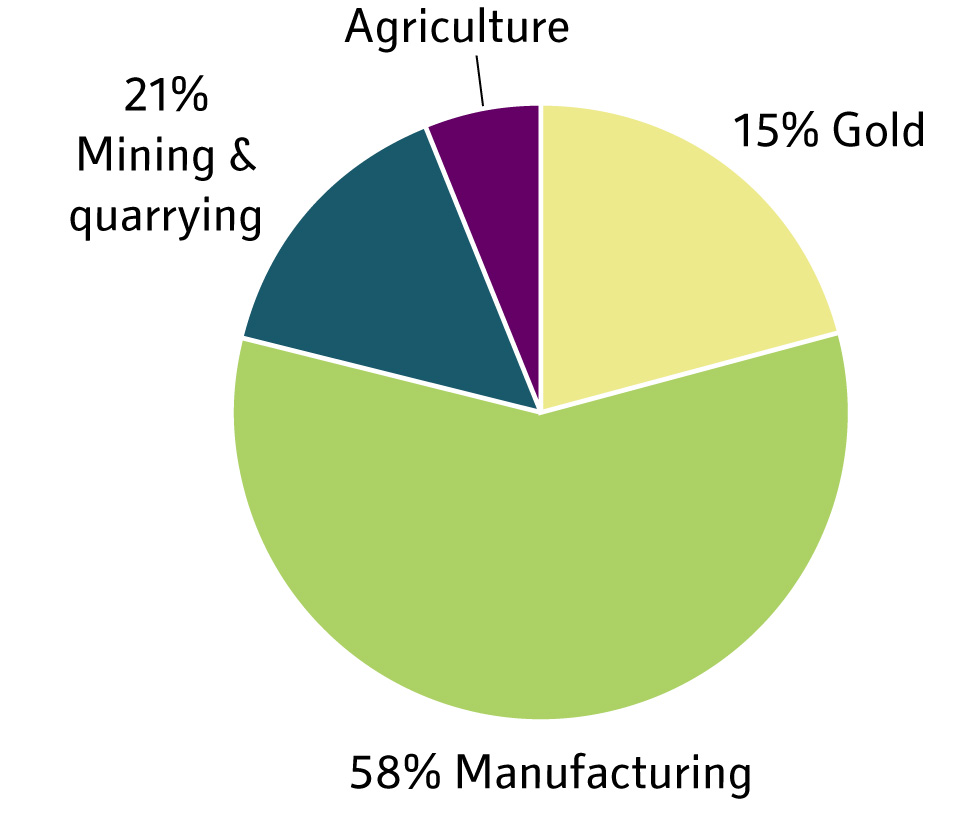 Agriculture
21%
Mining &
quarrying
15% Gold
58% Manufacturing